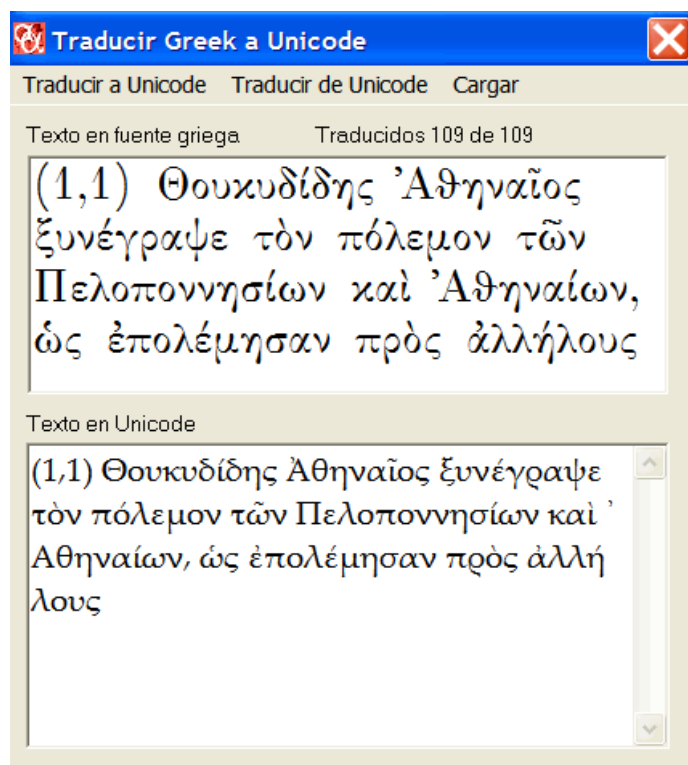 Traducir Greek a Unicode
Traducir a Unicode Traducir de Unicode Cargar
Texto en fuente griega Traducidos 109 de 109
(1,1) Θουκυδίδης Ἀθηναῖος
ξυνέγραψε τὸν πόλεμον τῶν
Πελοποννησίων καὶ Ἀθηναίων,
ὡς ἐπολέμησαν πρὸς ἀλλήλους
Texto en Unicode
(1,1) Θουκυδίδης Ἀθηναῖος ξυνέγραψε
τὸν πόλεμον τῶν Πελοποννησίων καὶ ᾿
Αθηναίων, ὡς ἐπολέμησαν πρὸς ἀλλή
λους